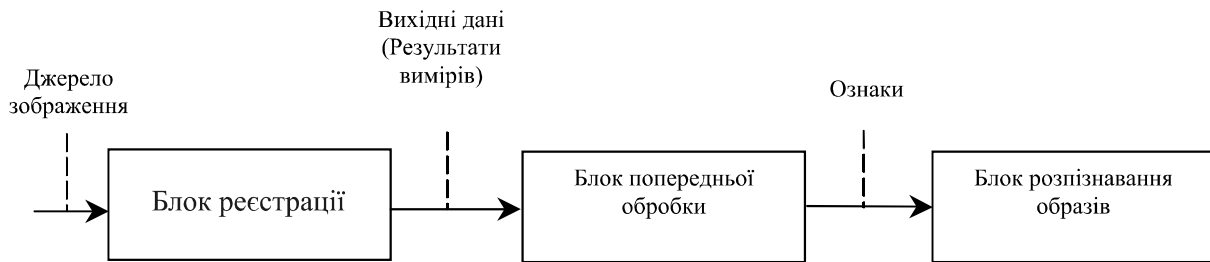 Джерело
зображення
Блок реєстрації
Вихідні дані
(Результати
вимірів)
Блок попередньої
обробки
Ознаки
Блок розпізнавання
образів